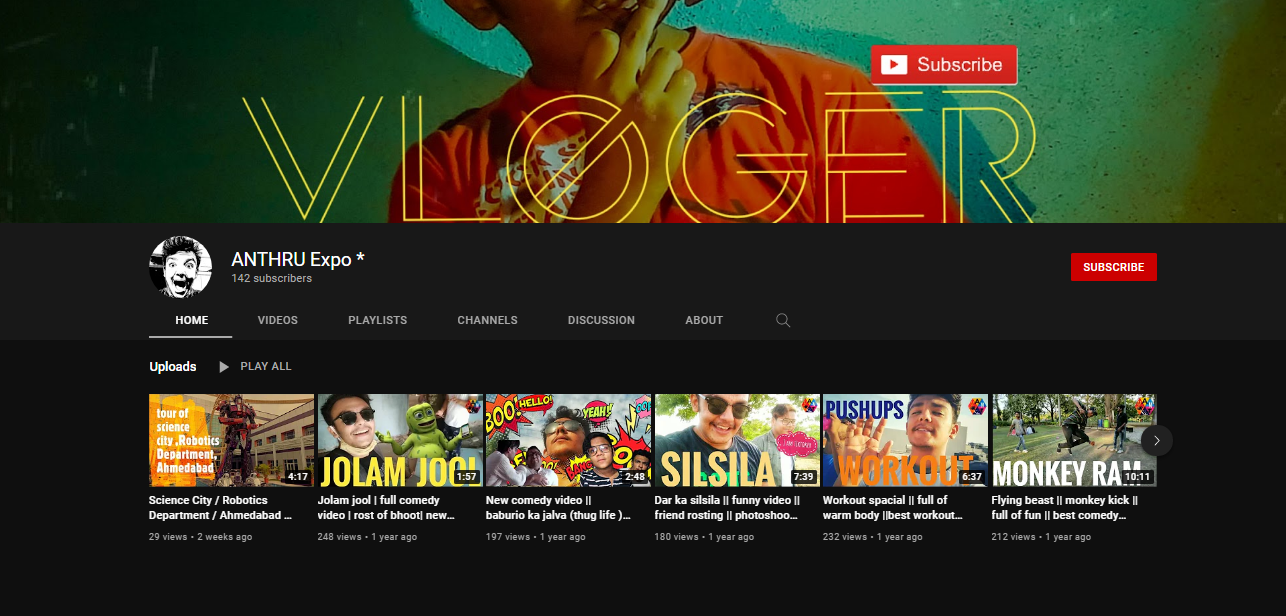 Subscribe
VLØGER
ANTHRU Expo *
142 subscribers
SUBSCRIBE
HOME
VIDEOS
PLAYLISTS
CHANNELS
DISCUSSION
ABOUT
Uploads
PLAY ALL
tour of
science
city ,Robotics
Department,
Ahmedabad
4:17
Science City / Robotics
Department / Ahmedabad ...
29 views • 2 weeks ago
JOLAM JOOL
1:57
Jolam jool | full comedy
video | rost of bhoot| new...
248 views • 1 year ago
BOO!
HELLO!
YEAH!!
BANG
2:48
New comedy video ||
baburio ka jalva (thug life )...
197 views • 1 year ago
SILSILA
7:39
Dar ka silsila || funny video ||
friend rosting || photoshoo...
180 views • 1 year ago
PUSHUPS
WORKOUT
6:37
Workout spacial || full of
warm body ||best workout...
232 views • 1 year ago
MONKEY RAM
10:11
Flying beast || monkey kick ||
full of fun || best comedy...
212 views • 1 year ago